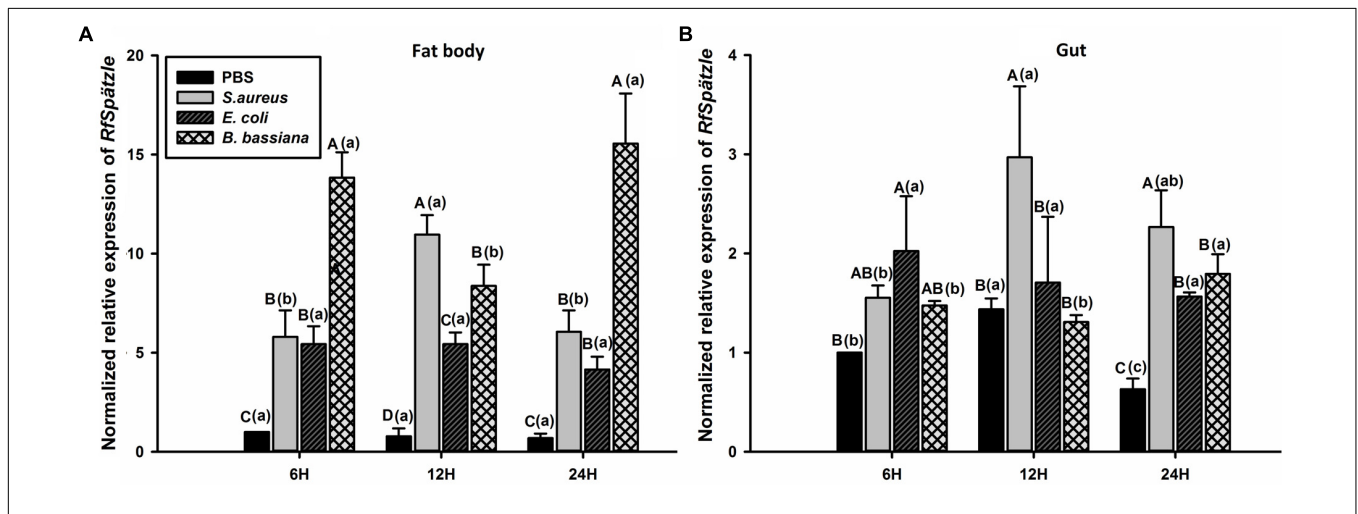 A
Fat body
Normalized relative expression of RfSpätzle
20
15
10
5
0
PBS
S.aureus
E. coli
B. bassiana
C(a)
B(b)
B(a)
A(a)
D(a)
A(a)
C(a)
B(b)
C(a)
B(b)
B(a)
A(a)
6H
12H
24H
B
Gut
Normalized relative expression of RfSpätzle
4
3
2
1
0
B(b)
AB(b)
A(a)
AB(b)
B(a)
A(a)
B(a)
B(b)
C(c)
A(ab)
B(a)
B(a)
6H
12H
24H